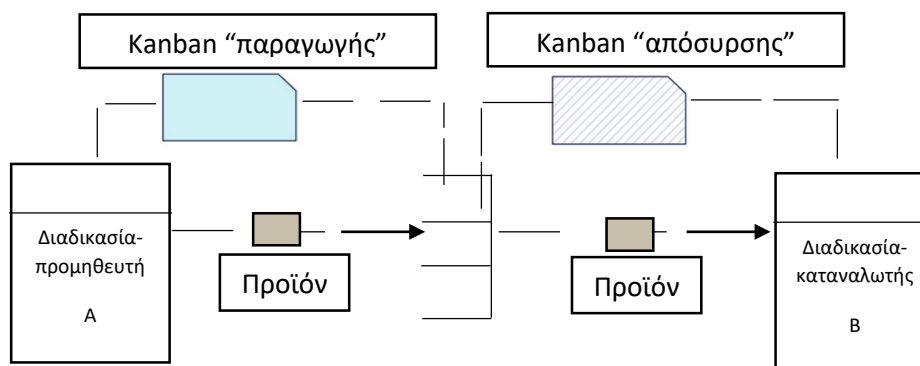 Kanban “παραγωγής”
Kanban “απόσυρσης”
Διαδικασία-
προμηθευτή
A
Προϊόν
Προϊόν
Διαδικασία-
καταναλωτής
B